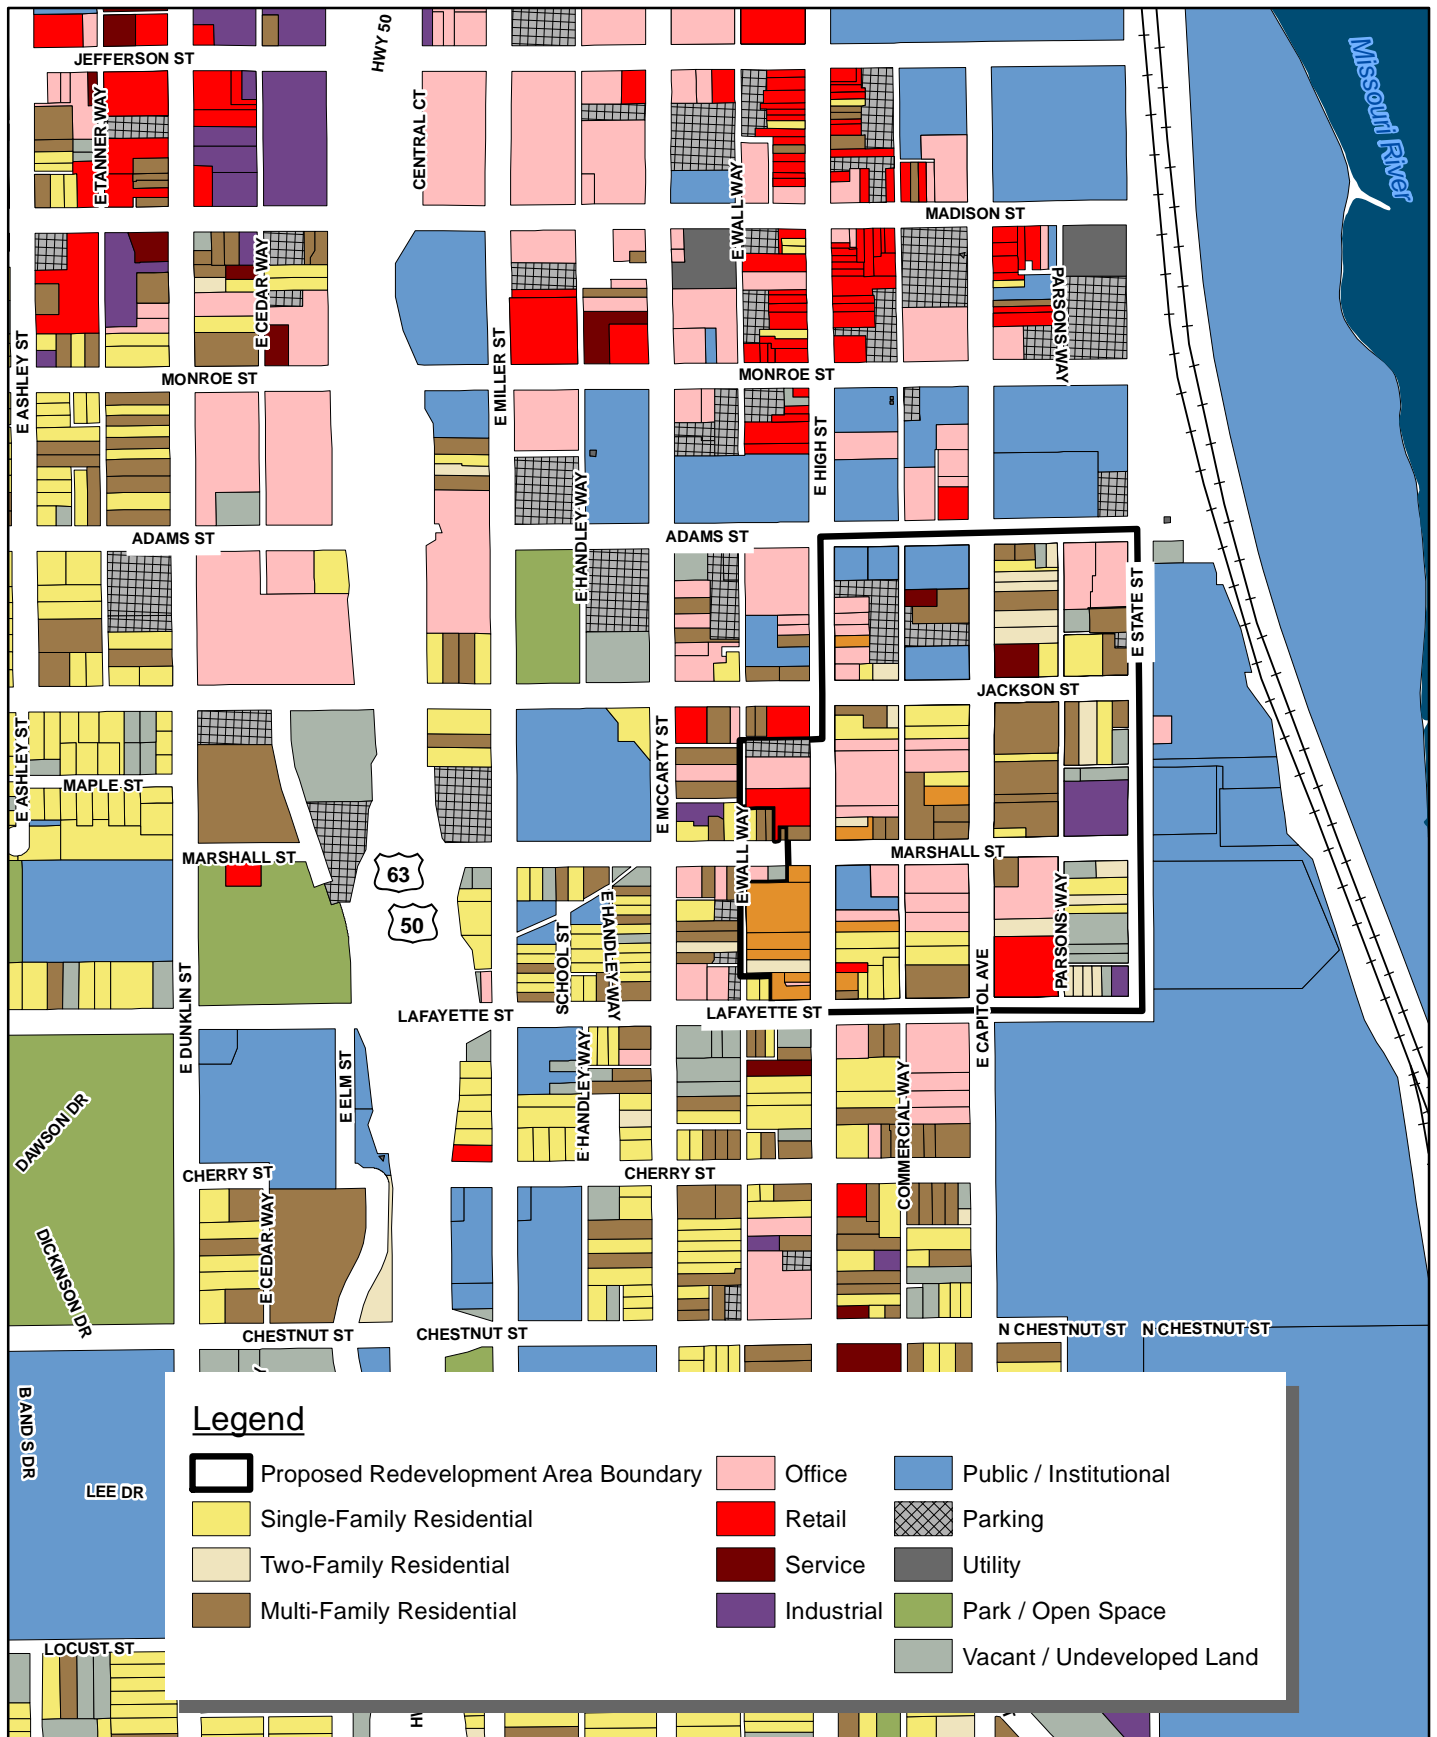 HWY 50
JEFFERSON ST
Missouri River
E TANNER WAY
CENTRAL CT
E WALL WAY
MADISON ST
E CEDAR WAY
PARSONS WAY
E ASHLEY ST
E MILLER ST
MONROE ST
MONROE ST
E HIGH ST
E HANDLEY WAY
ADAMS ST
ADAMS ST
E STATE ST
JACKSON ST
E ASHLEY ST
E MCCARTY ST
MAPLE ST
E WALL WAY
MARSHALL ST
MARSHALL ST
63
50
E HANDLEY WAY
SCHOOL ST
PARSONS WAY
E CAPITOL AVE
E DUNKLIN ST
LAFAYETTE ST
LAFAYETTE ST
E ELM ST
E HANDLEY WAY
COMMERCIAL WAY
DAWSON DR
CHERRY ST
CHERRY ST
E CEDAR WAY
DICKINSON DR
CHESTNUT ST
CHESTNUT ST
N CHESTNUT ST
N CHESTNUT ST
B AND S DR
LEE DR
LOCUST ST
Legend
Proposed Redevelopment Area Boundary
Single-Family Residential
Two-Family Residential
Multi-Family Residential
Office
Retail
Service
Industrial
Public / Institutional
Parking
Utility
Park / Open Space
Vacant / Undeveloped Land